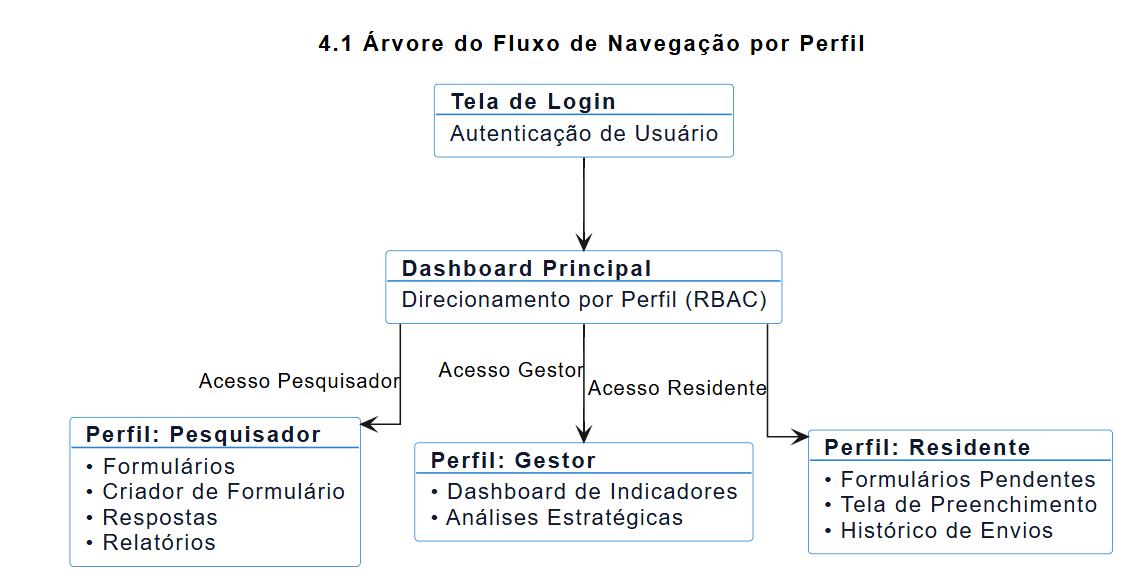 4.1 Árvore do Fluxo de Navegação por Perfil
Tela de Login
Autenticação de Usuário
Dashboard Principal
Direcionamento por Perfil (RBAC)
Acesso Pesquisador
Acesso Gestor
Acesso Residente
Perfil: Pesquisador
• Formulários
• Criador de Formulário
• Respostas
• Relatórios
Perfil: Gestor
• Dashboard de Indicadores
• Análises Estratégicas
Perfil: Residente
• Formulários Pendentes
• Tela de Preenchimento
• Histórico de Envios